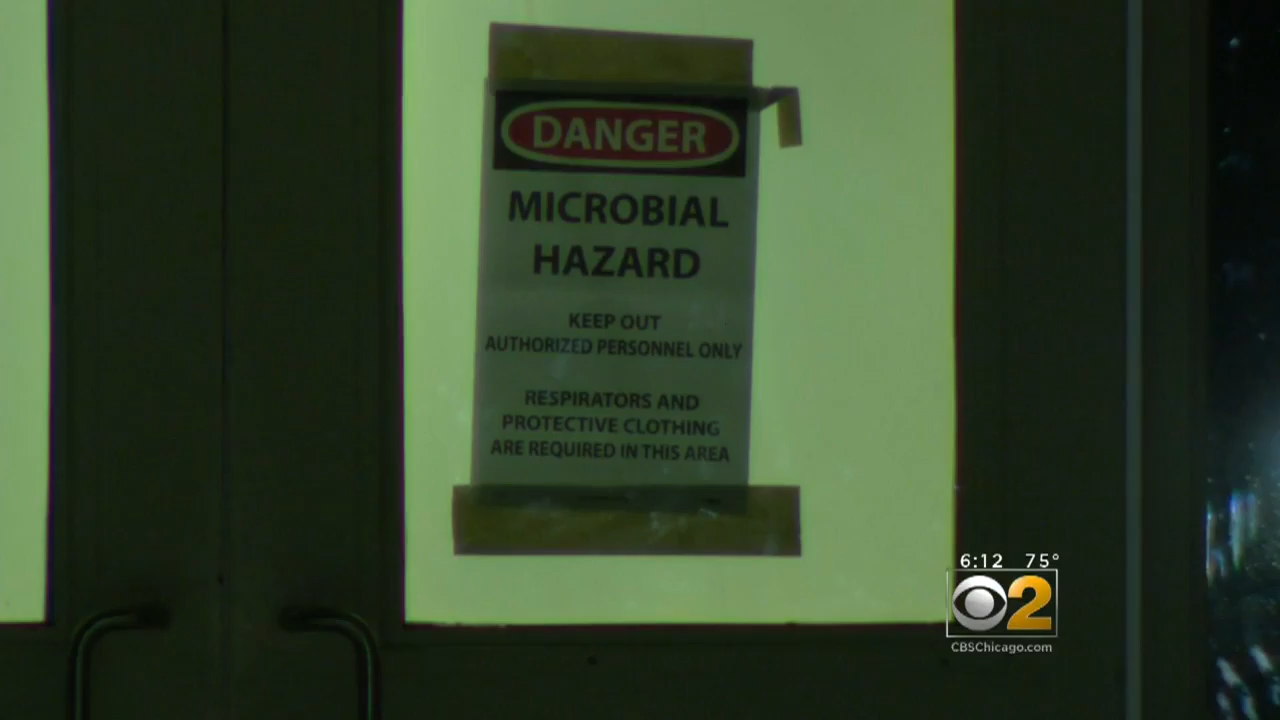 DANGER
MICROBIAL
HAZARD
KEEP OUT
AUTHORIZED PERSONNEL ONLY
RESPIRATORS AND
PROTECTIVE CLOTHING
ARE REQUIRED IN THIS AREA
6:12 75°
2
CBSChicago.com